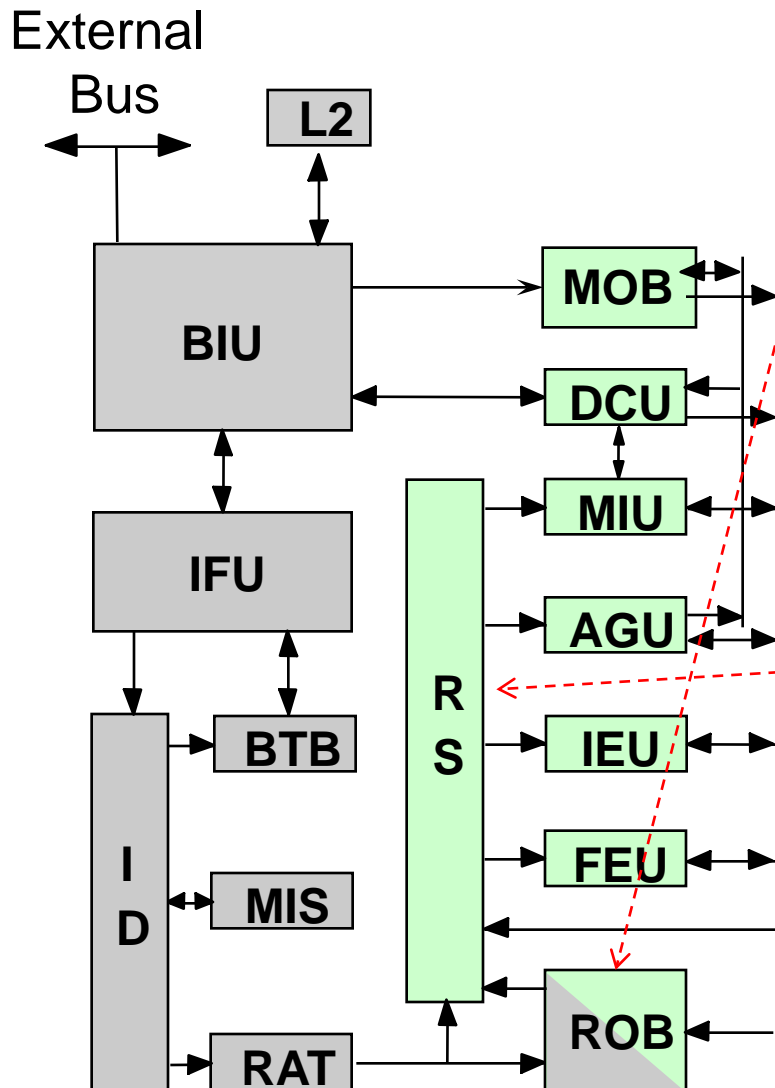 External
Bus
L2
MOB
BIU
DCU
MIU
IFU
AGU
R
S
BTB
IEU
I
D
FEU
MIS
ROB
RAT